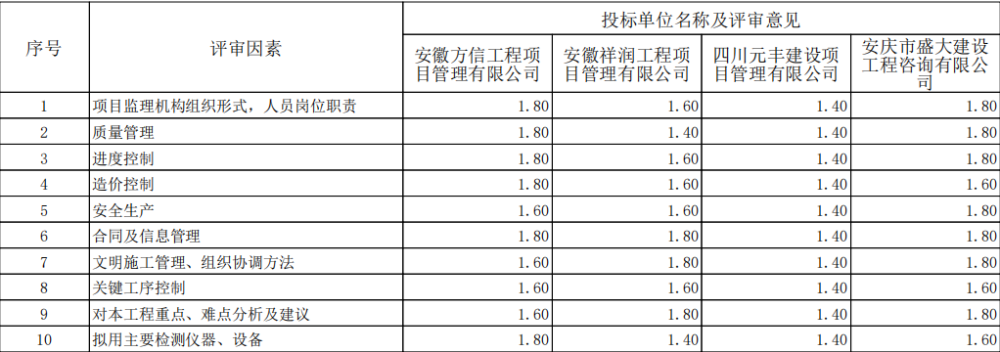 序号
评审因素
投标单位名称及评审意见
安徽方信工程项
目管理有限公司
安徽祥润工程项
目管理有限公司
四川元丰建设项
目管理有限公司
安庆市盛大建设
工程咨询有限公
司
1 项目监理机构组织形式，人员岗位职责 1.80 1.60 1.40 1.80
2 质量管理 1.80 1.40 1.40 1.80
3 进度控制 1.80 1.60 1.40 1.80
4 造价控制 1.80 1.60 1.40 1.60
5 安全生产 1.60 1.60 1.40 1.80
6 合同及信息管理 1.80 1.80 1.40 1.80
7 文明施工管理、组织协调方法 1.60 1.80 1.40 1.80
8 关键工序控制 1.60 1.60 1.40 1.60
9 对本工程重点、难点分析及建议 1.60 1.80 1.40 1.80
10 拟用主要检测仪器、设备 1.80 1.40 1.40 1.60